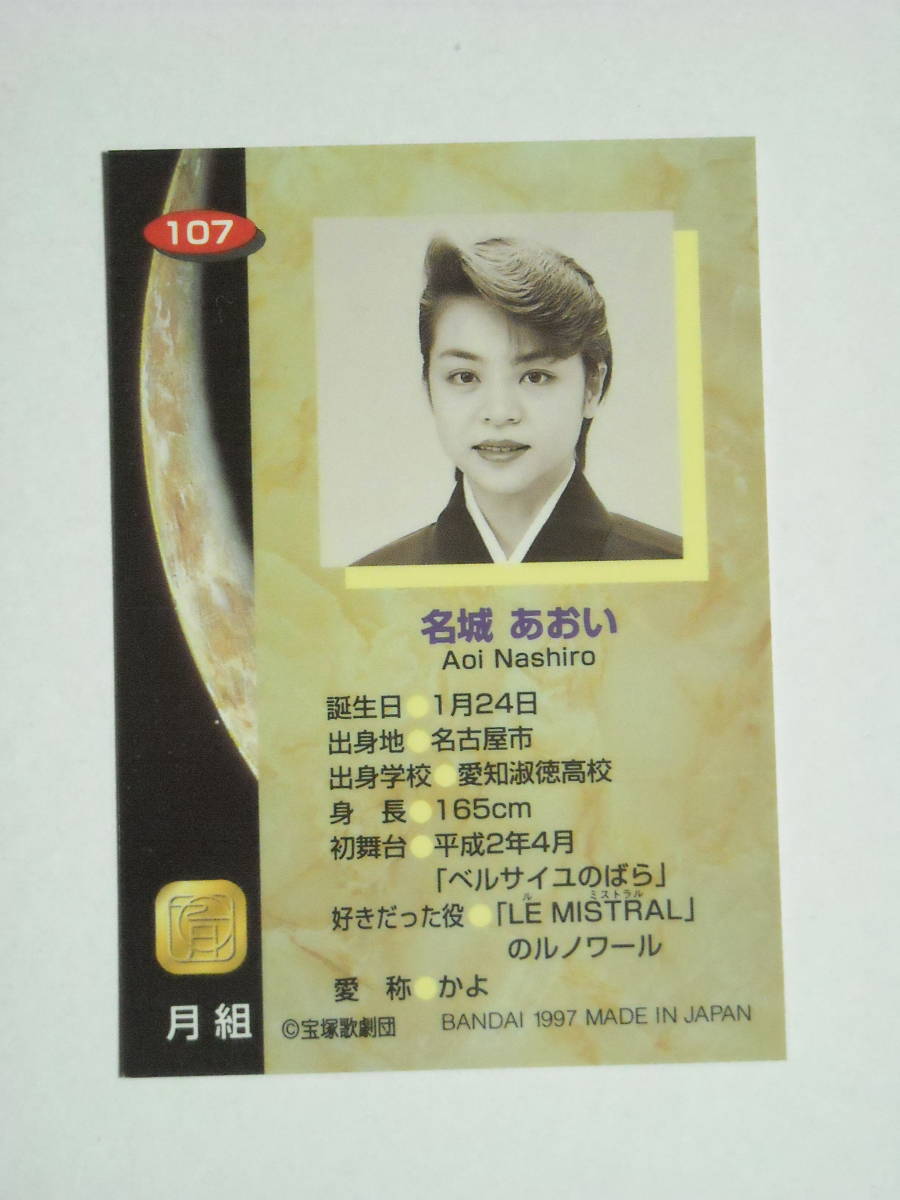 107
名城 あおい
Aoi Nashiro
誕生日●1月24日
出身地●名古屋市
出身学校●愛知淑徳高校
身 長●165cm
初舞台●平成2年4月
「ベルサイユのばら」
ル ミストラル
好きだった役●「LE MISTRAL」
のルノワール
愛 称●かよ
月
月組
©宝塚歌劇団 BANDAI 1997 MADE IN JAPAN